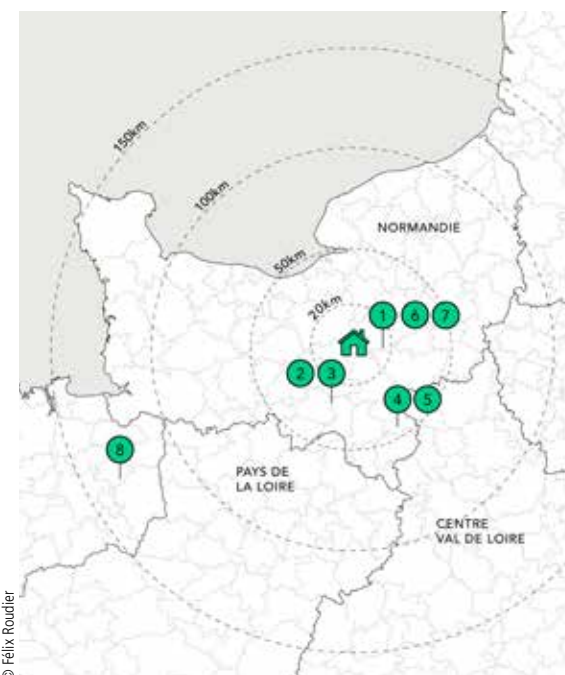 150km
100km
NORMANDIE
50km
20km
1 6 7
2 3
4 5
8
PAYS DE
LA LOIRE
CENTRE
VAL DE LOIRE
© Félix Roudier